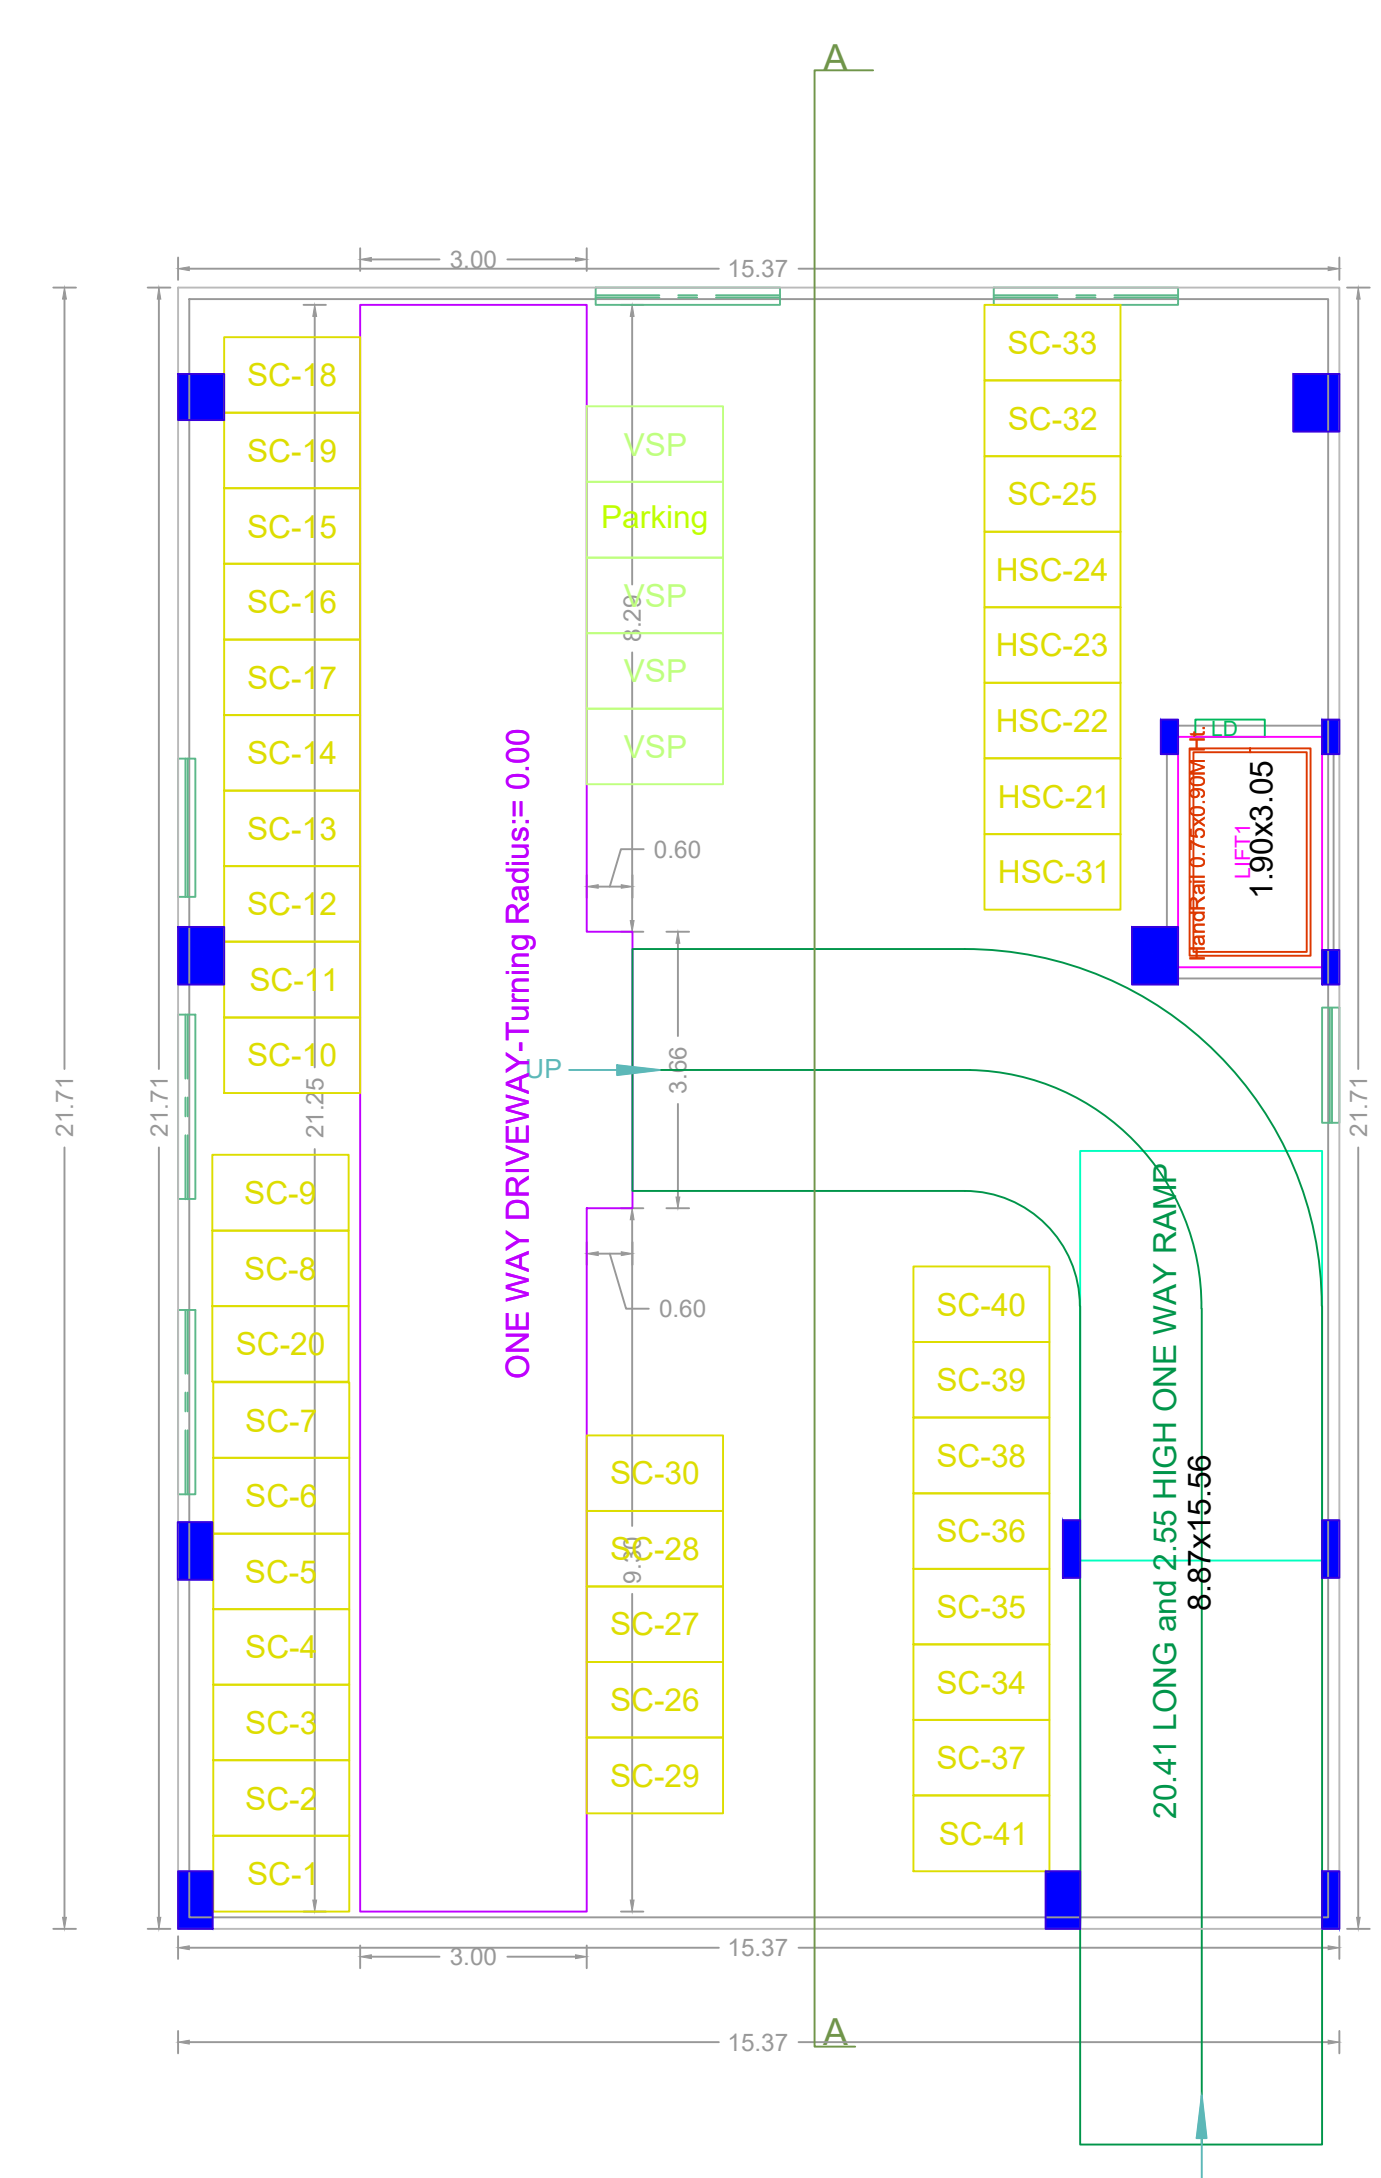 A
3.00
15.37
SC-18
SC-19
SC-15
SC-16
SC-17
SC-14
SC-13
SC-12
SC-11
SC-10
21.25
SC-9
SC-8
SC-20
SC-7
SC-6
SC-5
SC-4
SC-3
SC-2
SC-1
21.71
21.71
ONE WAY DRIVEWAY-Turning Radius:= 0.00
VSP
Parking
VSP
8.29
VSP
VSP
0.60
UP
3.66
0.60
SC-30
SC-28
SC-27
SC-26
SC-29
SC-33
SC-32
SC-25
HSC-24
HSC-23
HSC-22
HSC-21
HSC-31
LD
HandRail 0.75x0.90M Ht.
LIFT1
1.90x3.05
SC-40
SC-39
SC-38
SC-36
SC-35
SC-34
SC-37
SC-41
20.41 LONG and 2.55 HIGH ONE WAY RAMP
8.87x15.56
21.71
3.00
15.37
A
15.37